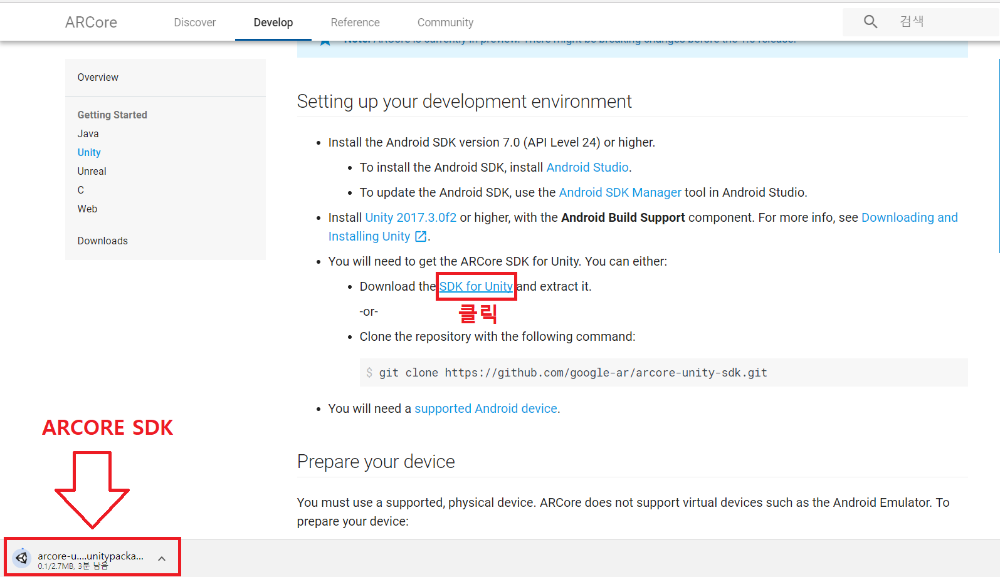 ARCore
Discover
Develop
Reference
Community
검색
Note: ARCore is currently in preview. There might be breaking changes before the 1.0 release.
Overview
Getting Started
Java
Unity
Unreal
C
Web
Downloads
Setting up your development environment
Install the Android SDK version 7.0 (API Level 24) or higher.
To install the Android SDK, install Android Studio.
To update the Android SDK, use the Android SDK Manager tool in Android Studio.
Install Unity 2017.3.0f2 or higher, with the Android Build Support component. For more info, see Downloading and
Installing Unity.
You will need to get the ARCore SDK for Unity. You can either:
Download the SDK for Unity and extract it.
클릭
-or-
Clone the repository with the following command:
$ git clone https://github.com/google-ar/arcore-unity-sdk.git
You will need a supported Android device.
Prepare your device
You must use a supported, physical device. ARCore does not support virtual devices such as the Android Emulator. To
prepare your device:
ARCORE SDK
arcore-u....unitypacka...
0.1/2.7MB, 3분 남음